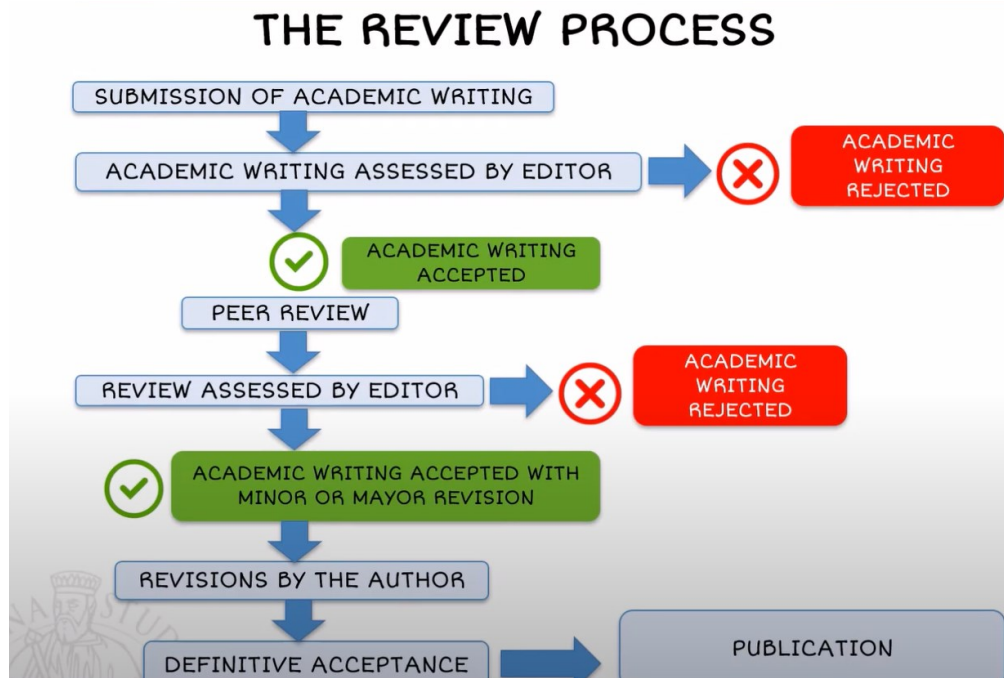 THE REVIEW PROCESS
SUBMISSION OF ACADEMIC WRITING
ACADEMIC WRITING ASSESSED BY EDITOR
ACADEMIC
WRITING
REJECTED
ACADEMIC WRITING
ACCEPTED
PEER REVIEW
REVIEW ASSESSED BY EDITOR
ACADEMIC
WRITING
REJECTED
ACADEMIC WRITING ACCEPTED WITH
MINOR OR MAYOR REVISION
REVISIONS BY THE AUTHOR
DEFINITIVE ACCEPTANCE
PUBLICATION